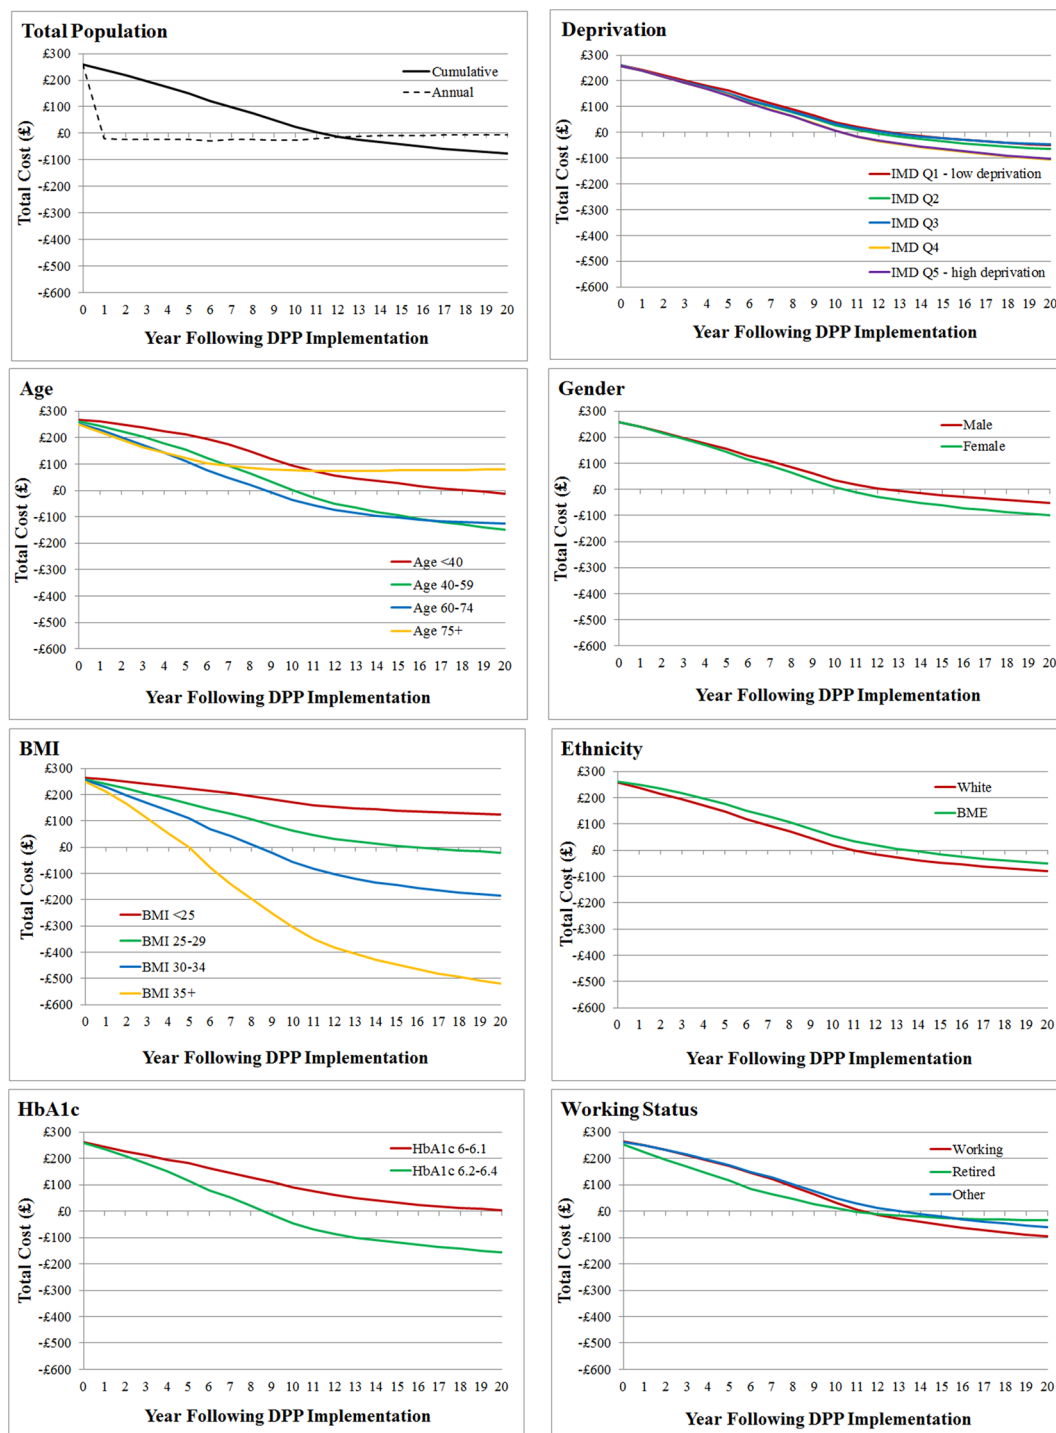 Total Population
£300
£200
£100
£0
-£100
-£200
-£300
-£400
-£500
-£600
Total Cost (£)
Cumulative
Annual
0 1 2 3 4 5 6 7 8 9 10 11 12 13 14 15 16 17 18 19 20
Year Following DPP Implementation
Deprivation
£300
£200
£100
£0
-£100
-£200
-£300
-£400
-£500
-£600
Total Cost (£)
IMD Q1 - low deprivation
IMD Q2
IMD Q3
IMD Q4
IMD Q5 - high deprivation
0 1 2 3 4 5 6 7 8 9 10 11 12 13 14 15 16 17 18 19 20
Year Following DPP Implementation
Age
£300
£200
£100
£0
-£100
-£200
-£300
-£400
-£500
-£600
Total Cost (£)
Age <40
Age 40-59
Age 60-74
Age 75+
0 1 2 3 4 5 6 7 8 9 10 11 12 13 14 15 16 17 18 19 20
Year Following DPP Implementation
Gender
£300
£200
£100
£0
-£100
-£200
-£300
-£400
-£500
-£600
Total Cost (£)
Male
Female
0 1 2 3 4 5 6 7 8 9 10 11 12 13 14 15 16 17 18 19 20
Year Following DPP Implementation
BMI
£300
£200
£100
£0
-£100
-£200
-£300
-£400
-£500
-£600
Total Cost (£)
BMI <25
BMI 25-29
BMI 30-34
BMI 35+
0 1 2 3 4 5 6 7 8 9 10 11 12 13 14 15 16 17 18 19 20
Year Following DPP Implementation
Ethnicity
£300
£200
£100
£0
-£100
-£200
-£300
-£400
-£500
-£600
Total Cost (£)
White
BME
0 1 2 3 4 5 6 7 8 9 10 11 12 13 14 15 16 17 18 19 20
Year Following DPP Implementation
HbA1c
£300
£200
£100
£0
-£100
-£200
-£300
-£400
-£500
-£600
Total Cost (£)
HbA1c 6-6.1
HbA1c 6.2-6.4
0 1 2 3 4 5 6 7 8 9 10 11 12 13 14 15 16 17 18 19 20
Year Following DPP Implementation
Working Status
£300
£200
£100
£0
-£100
-£200
-£300
-£400
-£500
-£600
Total Cost (£)
Working
Retired
Other
0 1 2 3 4 5 6 7 8 9 10 11 12 13 14 15 16 17 18 19 20
Year Following DPP Implementation